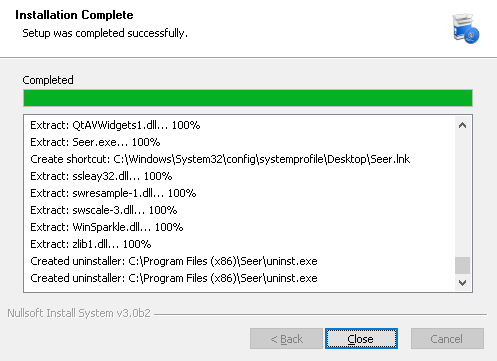 Installation Complete
Setup was completed successfully.
Completed
Extract: QtAVWidgets1.dll... 100%
Extract: Seer.exe... 100%
Create shortcut: C:\Windows\System32\config\systemprofile\Desktop\Seer.lnk
Extract: ssleay32.dll... 100%
Extract: swresample-1.dll... 100%
Extract: swscale-3.dll... 100%
Extract: WinSparkle.dll... 100%
Extract: zlib1.dll... 100%
Created uninstaller: C:\Program Files (x86)\Seer\uninst.exe
Created uninstaller: C:\Program Files (x86)\Seer\uninst.exe
Nullsoft Install System v3.0b2
< Back Close Cancel